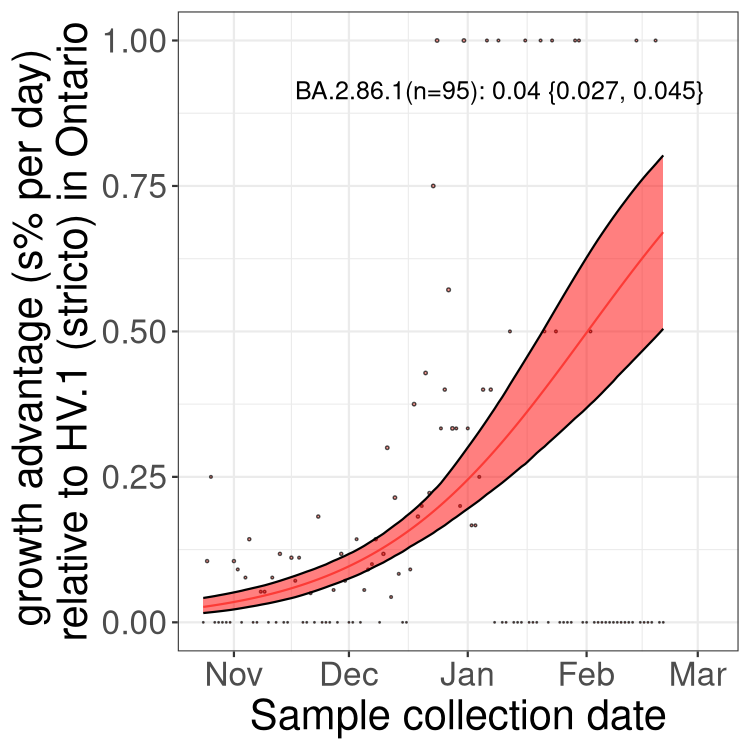 growth advantage (s% per day)
relative to HV.1 (stricto) in Ontario
1.00
0.75
0.50
0.25
0.00
BA.2.86.1(n=95): 0.04 {0.027, 0.045}
Nov Dec Jan Feb Mar
Sample collection date